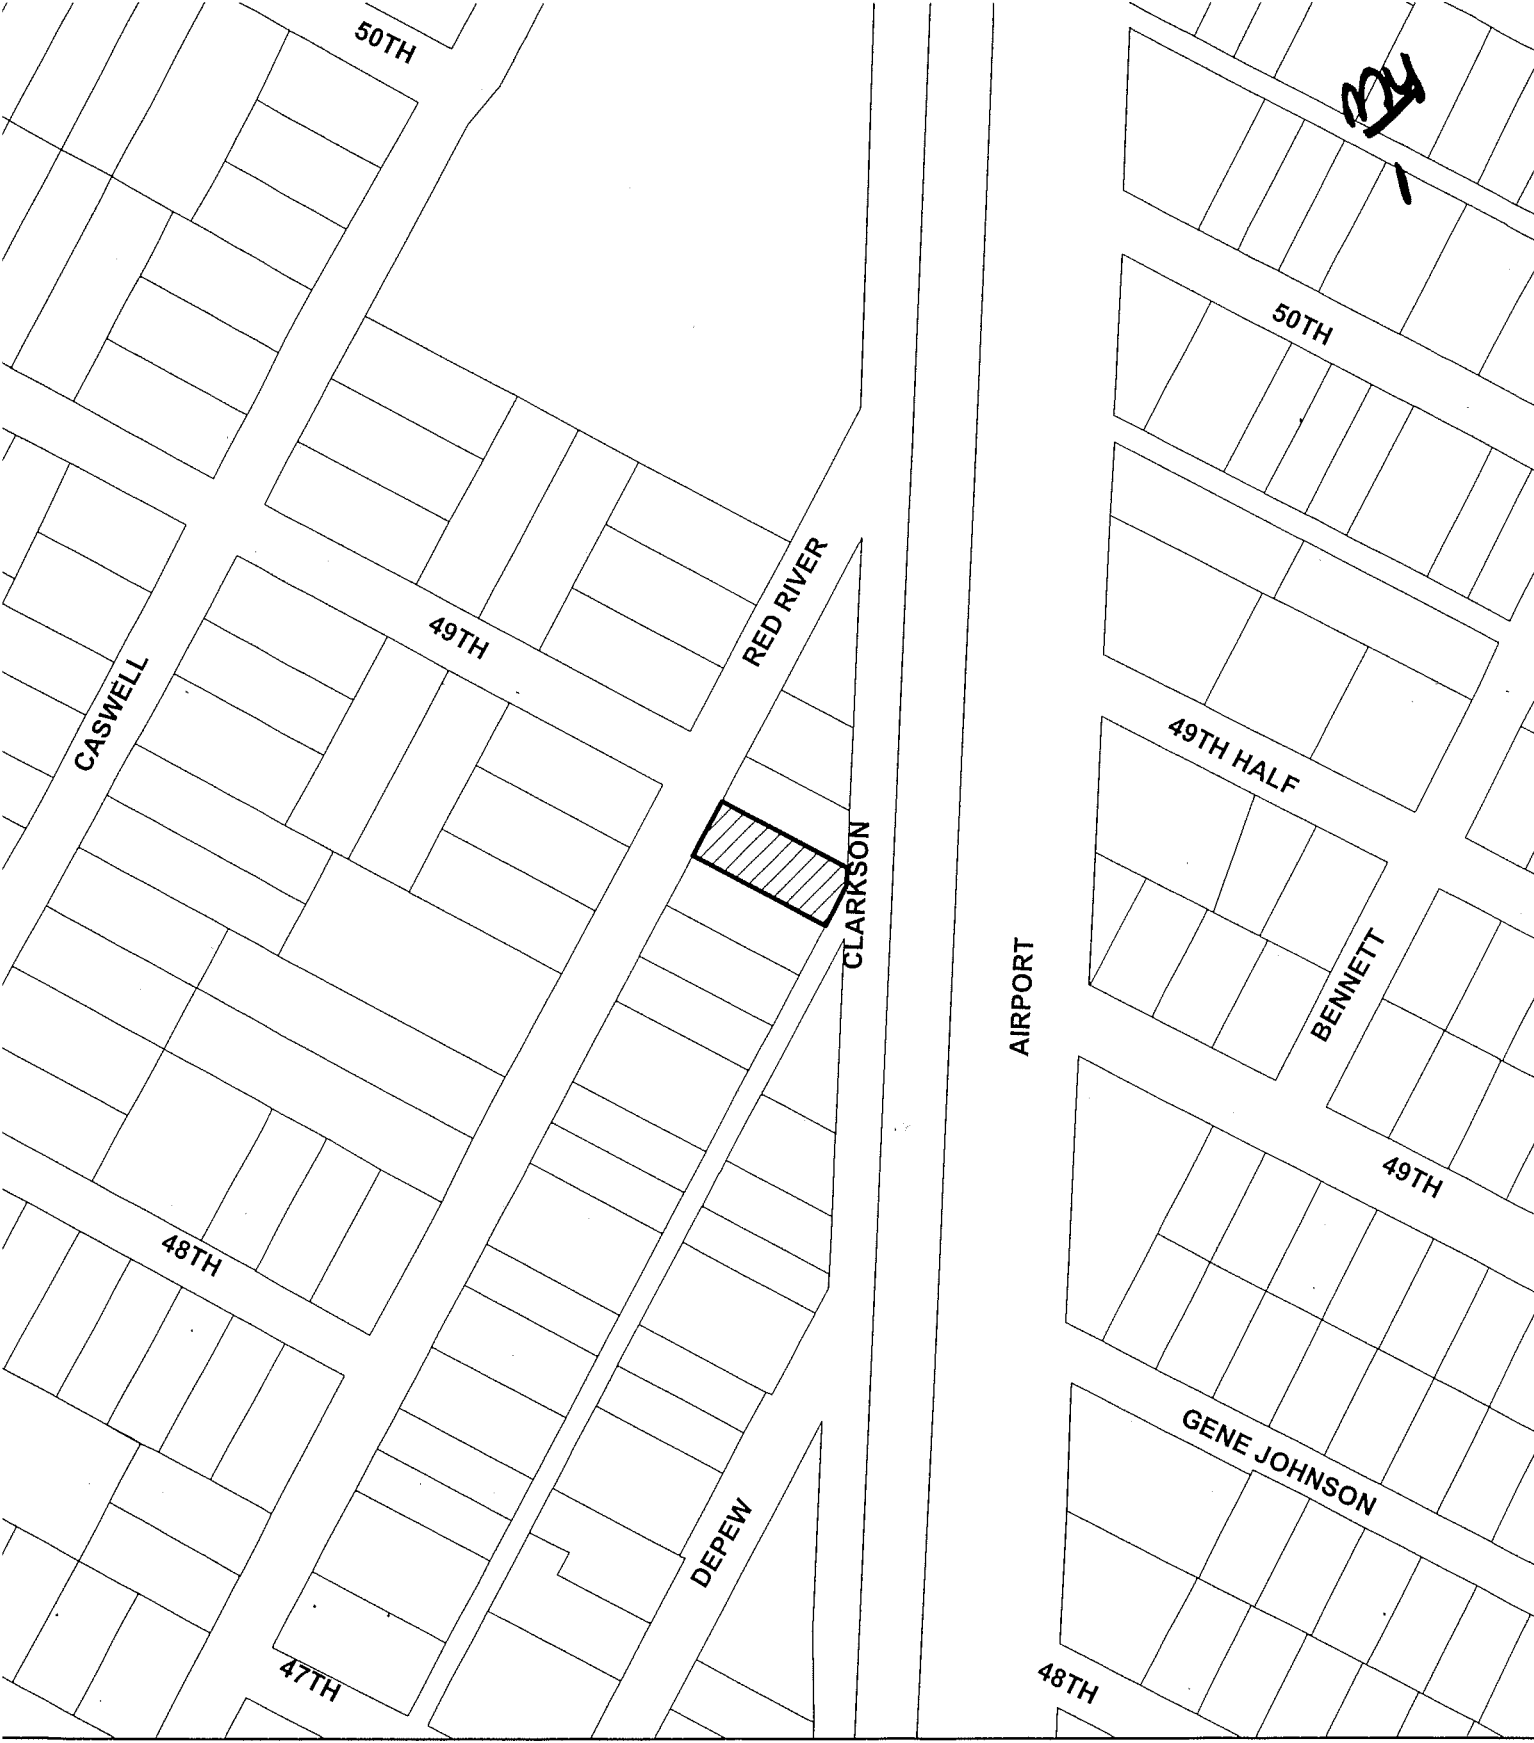 50TH
50TH
RED RIVER
49TH
CASWELL
49TH HALF
CLARKSON
BENNETT
AIRPORT
49TH
48TH
GENE JOHNSON
DEPEW
47TH
48TH